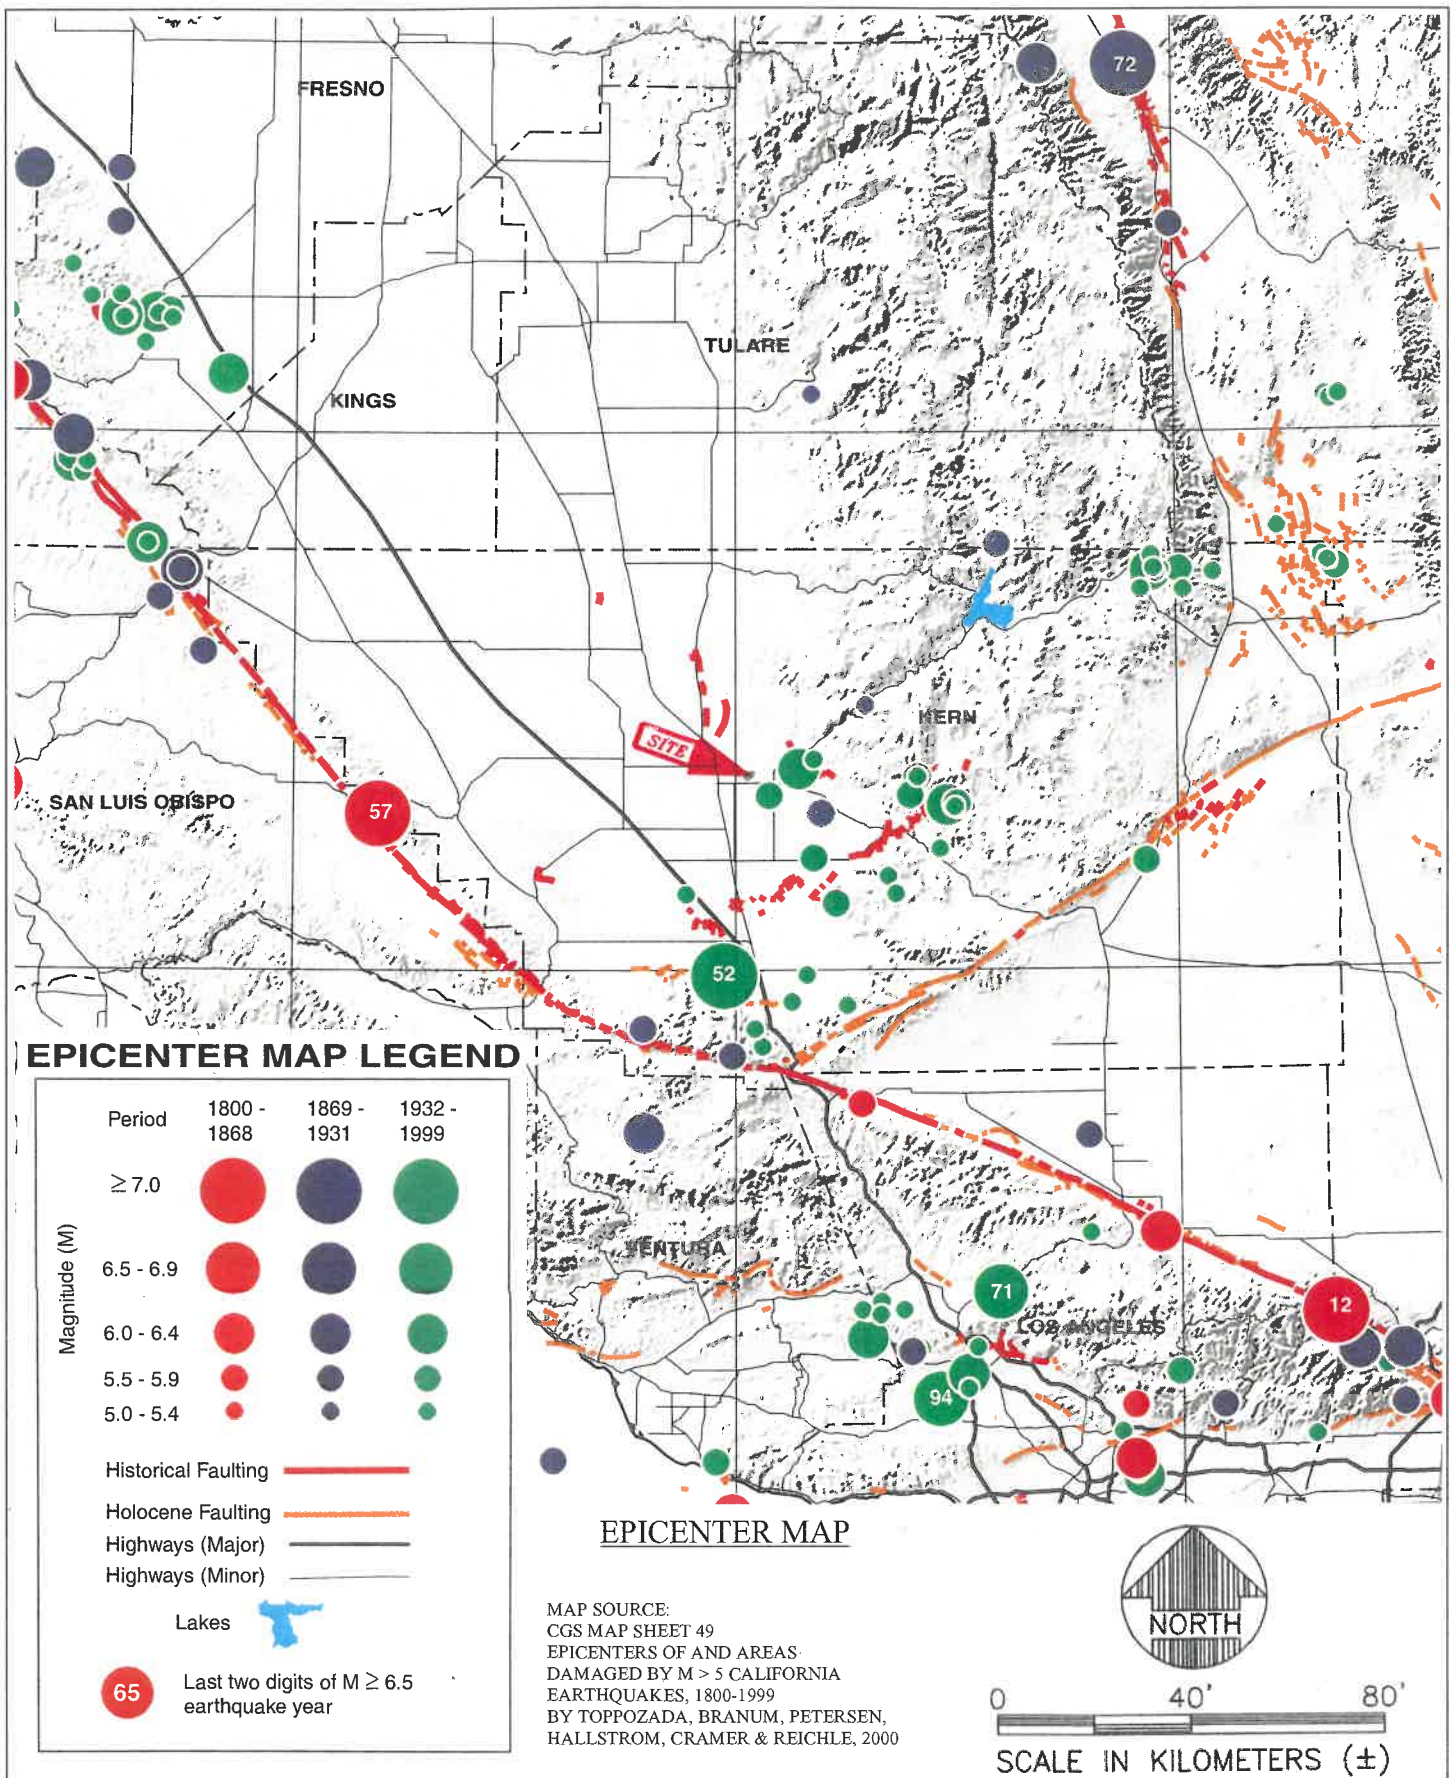 72
FRESNO
TULARE
KINGS
KERN
SITE
SAN LUIS OBISPO
57
52
EPICENTER MAP LEGEND
Period
1800 - 1868
1869 - 1931
1932 - 1999
Magnitude (M)
≥ 7.0
6.5 - 6.9
6.0 - 6.4
5.5 - 5.9
5.0 - 5.4
Historical Faulting
Holocene Faulting
Highways (Major)
Highways (Minor)
Lakes
65
Last two digits of M ≥ 6.5
earthquake year
VENTURA
71
12
LOS ANGELES
94
EPICENTER MAP
MAP SOURCE:
CGS MAP SHEET 49
EPICENTERS OF AND AREAS
DAMAGED BY M > 5 CALIFORNIA
EARTHQUAKES, 1800-1999
BY TOPPOZADA, BRANUM, PETERSEN,
HALLSTROM, CRAMER & REICHLE, 2000
NORTH
0 40' 80'
SCALE IN KILOMETERS (±)